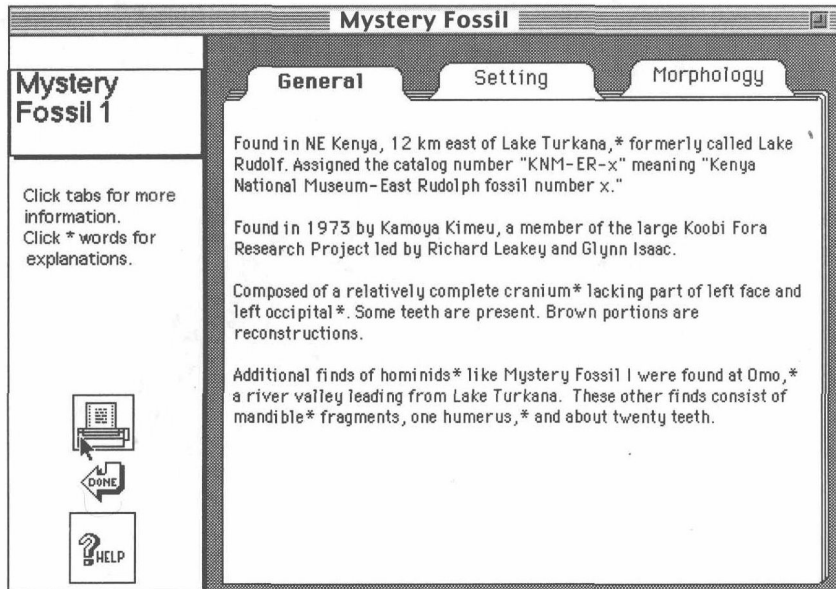 Mystery Fossil
Mystery
Fossil 1
Click tabs for more
information.
Click * words for
explanations.
DONE
? HELP
General
Setting
Morphology
Found in NE Kenya, 12 km east of Lake Turkana,* formerly called Lake
Rudolf. Assigned the catalog number "KNM-ER-x" meaning "Kenya
National Museum-East Rudolph fossil number x."
Found in 1973 by Kamoya Kimeu, a member of the large Koobi Fora
Research Project led by Richard Leakey and Glynn Isaac.
Composed of a relatively complete cranium* lacking part of left face and
left occipital*. Some teeth are present. Brown portions are
reconstructions.
Additional finds of hominids* like Mystery Fossil I were found at Omo,*
a river valley leading from Lake Turkana. These other finds consist of
mandible* fragments, one humerus,* and about twenty teeth.